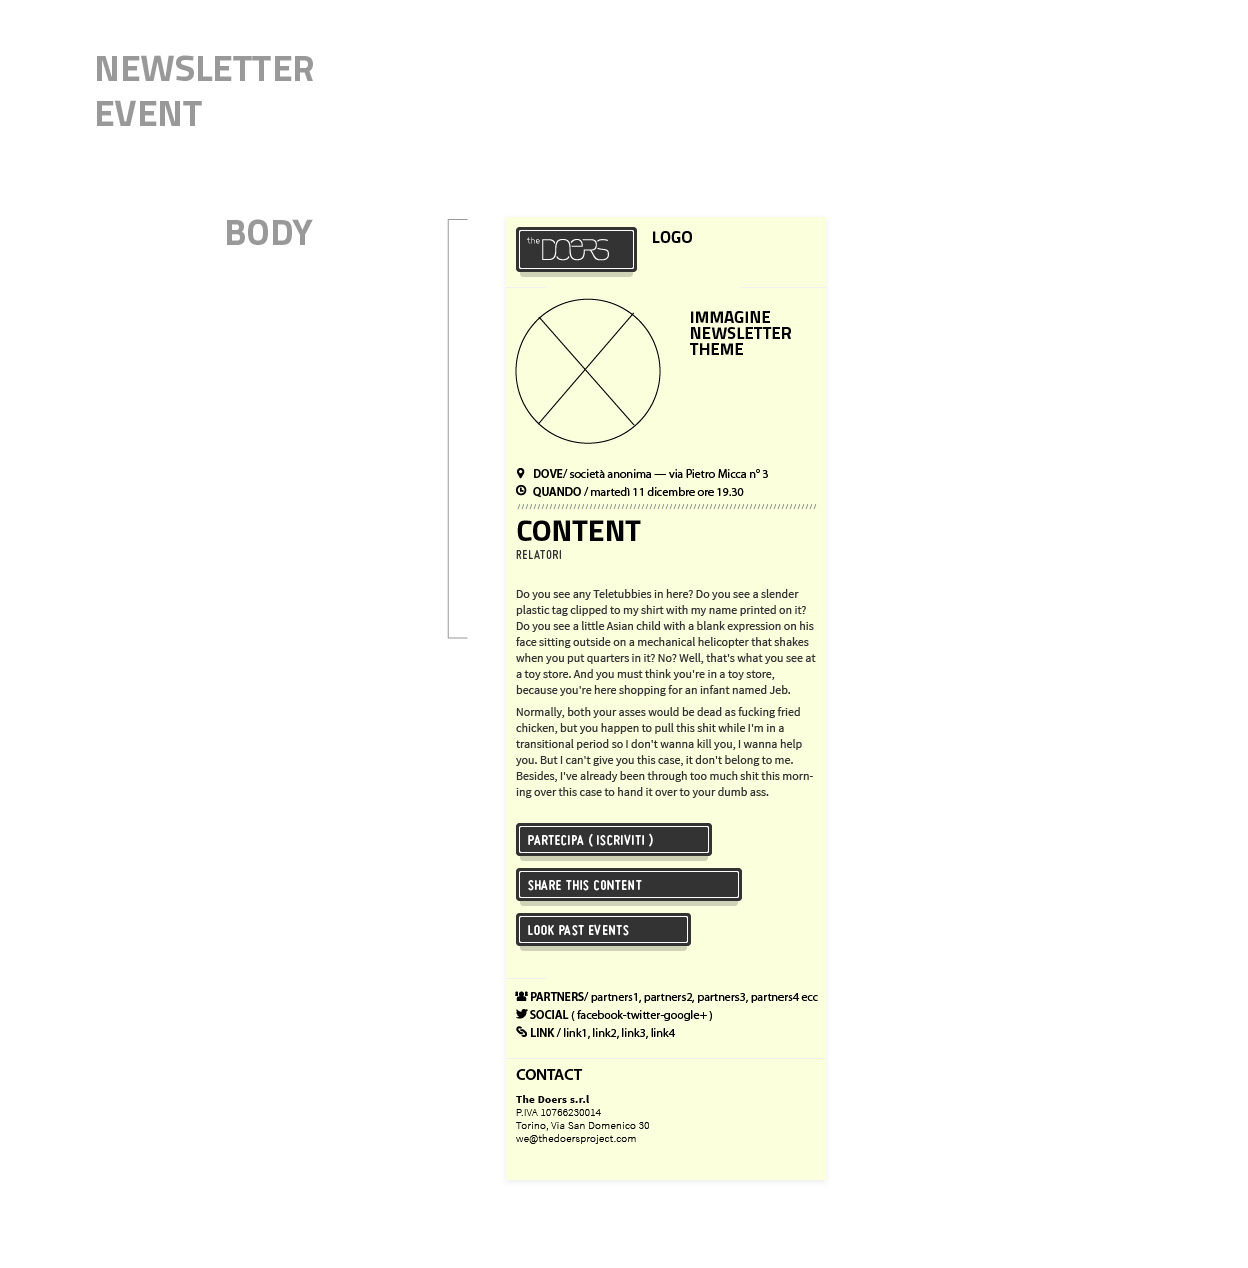 NEWSLETTER
EVENT
BODY
the DOERS
LOGO
IMMAGINE
NEWSLETTER
THEME
DOVE/ società anonima — via Pietro Micca n° 3
QUANDO / martedì 11 dicembre ore 19.30
CONTENT
RELATORI
Do you see any Teletubbies in here? Do you see a slender
plastic tag clipped to my shirt with my name printed on it?
Do you see a little Asian child with a blank expression on his
face sitting outside on a mechanical helicopter that shakes
when you put quarters in it? No? Well, that's what you see at
a toy store. And you must think you're in a toy store,
because you're here shopping for an infant named Jeb.
Normally, both your asses would be dead as fucking fried
chicken, but you happen to pull this shit while I'm in a
transitional period so I don't wanna kill you, I wanna help
you. But I can't give you this case, it don't belong to me.
Besides, I've already been through too much shit this morn-
ing over this case to hand it over to your dumb ass.
PARTECIPA ( ISCRIVITI )
SHARE THIS CONTENT
LOOK PAST EVENTS
PARTNERS/ partners1, partners2, partners3, partners4 ecc
SOCIAL ( facebook-twitter-google+ )
LINK / link1, link2, link3, link4
CONTACT
The Doers s.r.l
P.IVA 10766230014
Torino, Via San Domenico 30
we@thedoersproject.com